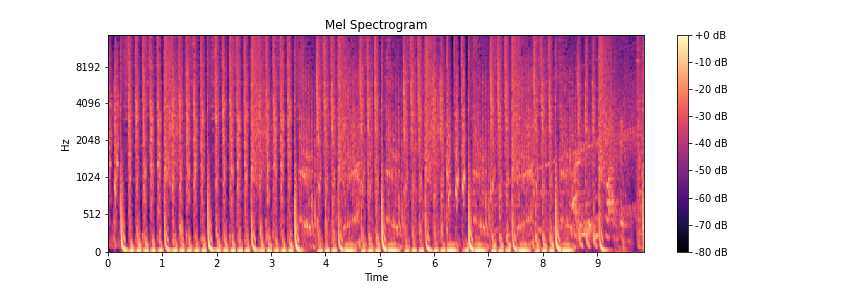 Mel Spectrogram
Hz
8192
4096
2048
1024
512
0
0 1 2 3 4 5 6 7 8 9
Time
+0 dB
-10 dB
-20 dB
-30 dB
-40 dB
-50 dB
-60 dB
-70 dB
-80 dB